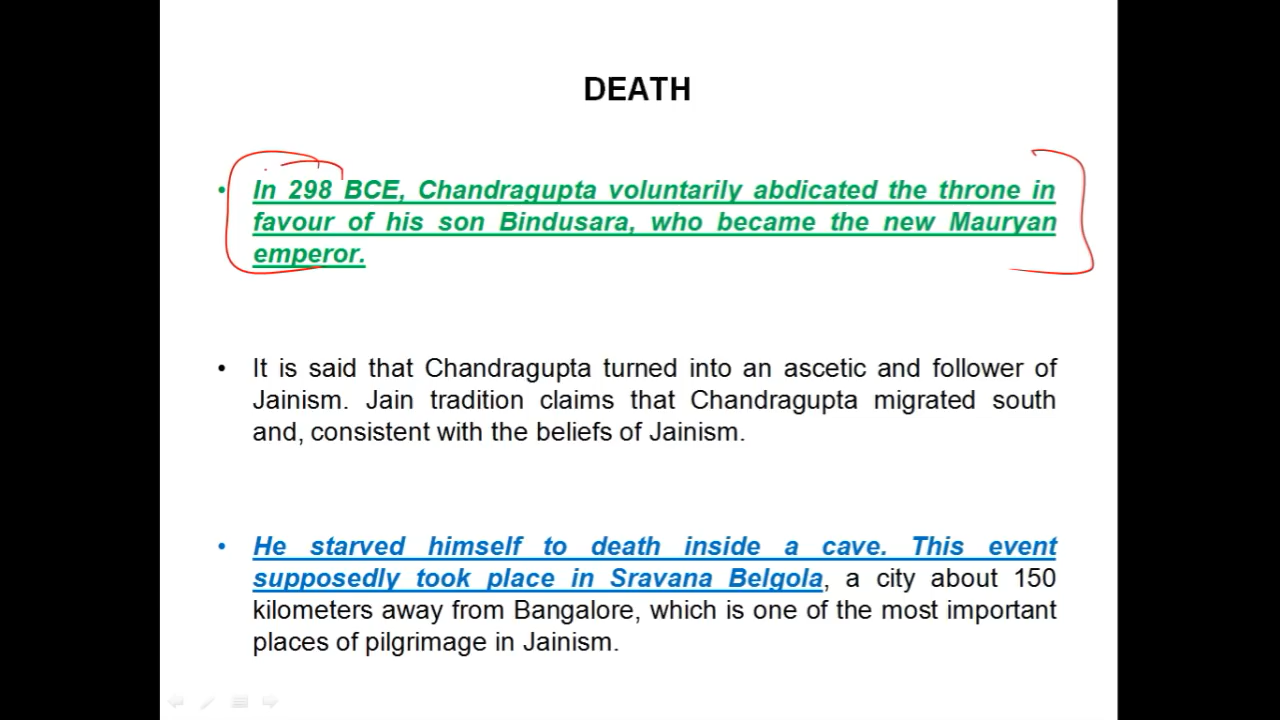 DEATH
• In 298 BCE, Chandragupta voluntarily abdicated the throne in
favour of his son Bindusara, who became the new Mauryan
emperor.
• It is said that Chandragupta turned into an ascetic and follower of
Jainism. Jain tradition claims that Chandragupta migrated south
and, consistent with the beliefs of Jainism.
• He starved himself to death inside a cave. This event
supposedly took place in Sravana Belgola, a city about 150
kilometers away from Bangalore, which is one of the most important
places of pilgrimage in Jainism.